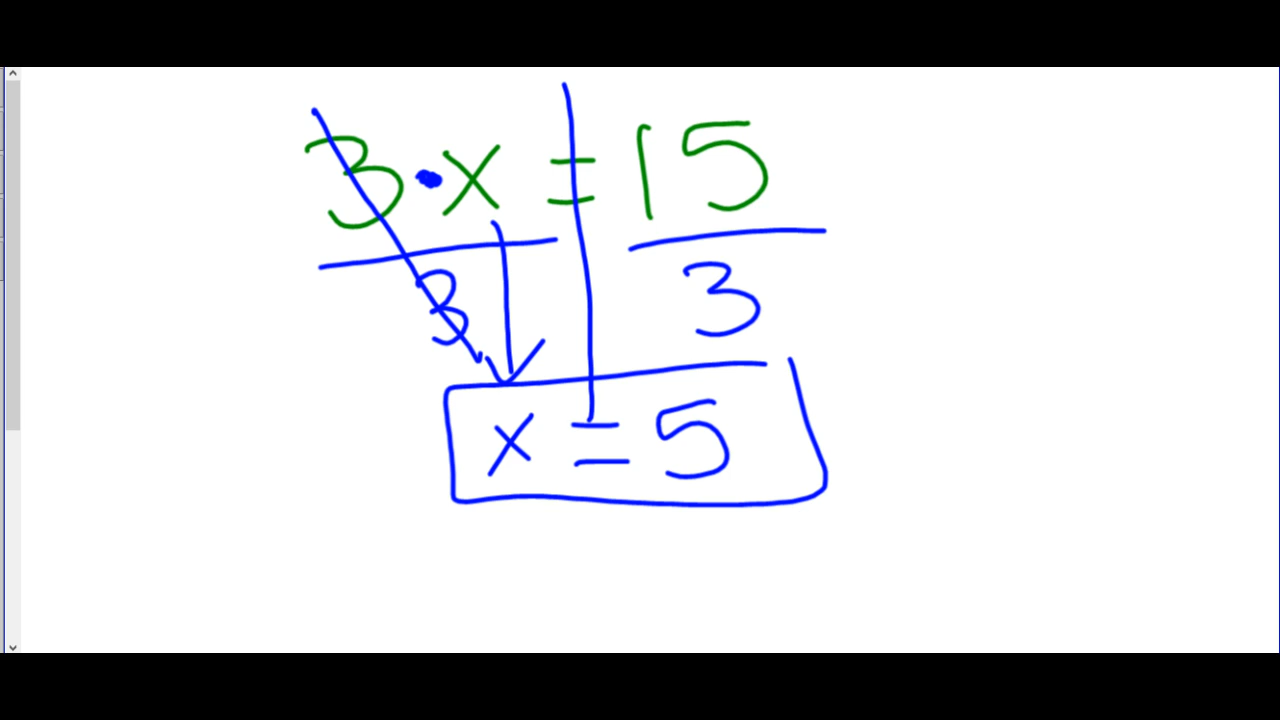 3 • x = 15
3 3
x = 5